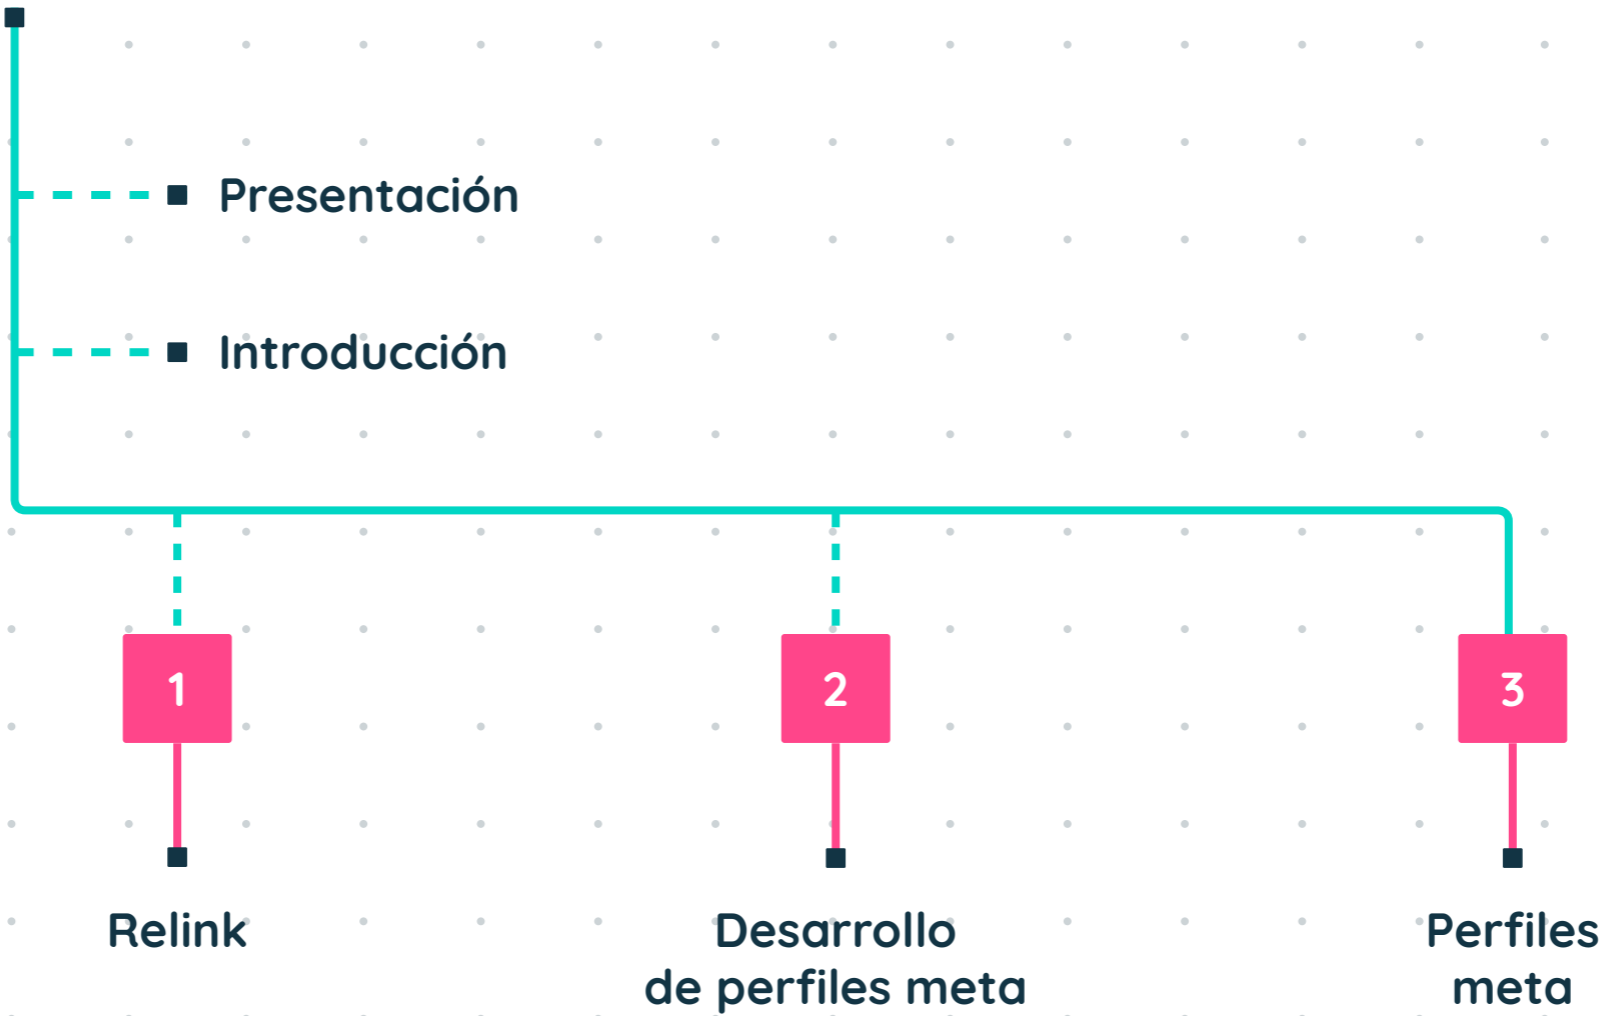 Presentación
Introducción
1
2
3
Relink
Desarrollo
de perfiles meta
Perfiles
meta